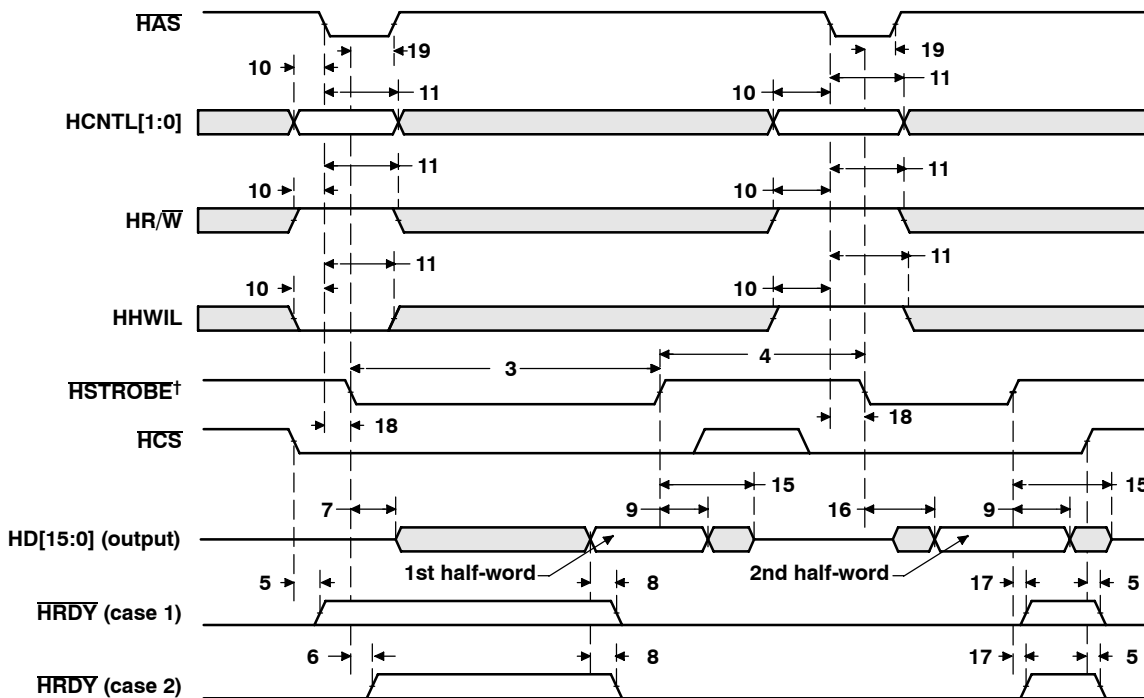 HAS
19
19
10
11
11
10
HCNTL[1:0]
11
11
10
10
HR/W
11
11
10
10
HHWIL
3
4
HSTROBE†
18
18
HCS
15
15
7
9
16
9
HD[15:0] (output)
1st half-word
2nd half-word
5
8
17
5
HRDY (case 1)
6
8
17
5
HRDY (case 2)